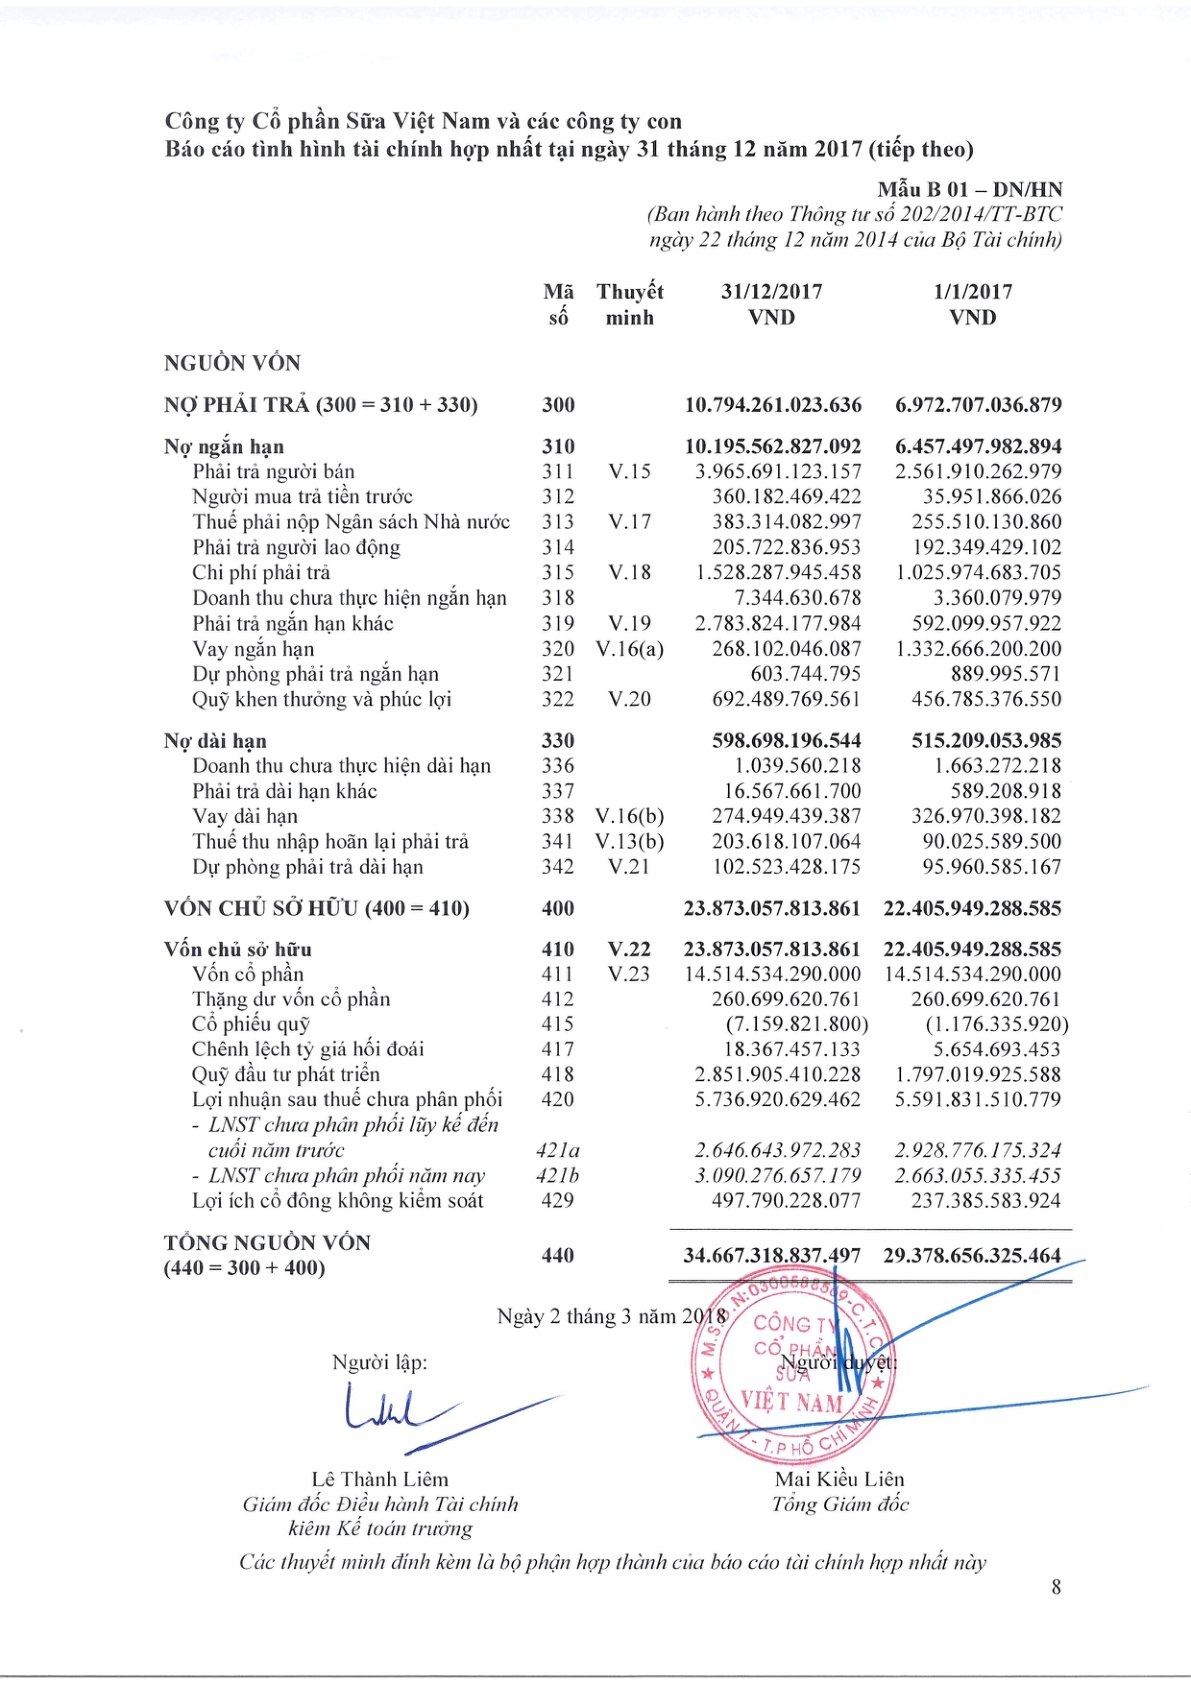 Công ty Cổ phần Sữa Việt Nam và các công ty con
Báo cáo tình hình tài chính hợp nhất tại ngày 31 tháng 12 năm 2017 (tiếp theo)
Mẫu B 01 – DN/HN
(Ban hành theo Thông tư số 202/2014/TT-BTC
ngày 22 tháng 12 năm 2014 của Bộ Tài chính)
Mã Thuyết 31/12/2017 1/1/2017
số minh VND VND
NGUỒN VỐN
NỢ PHẢI TRẢ (300 = 310 + 330) 300 10.794.261.023.636 6.972.707.036.879
Nợ ngắn hạn 310 10.195.562.827.092 6.457.497.982.894
Phải trả người bán 311 V.15 3.965.691.123.157 2.561.910.262.979
Người mua trả tiền trước 312 360.182.469.422 35.951.866.026
Thuế phải nộp Ngân sách Nhà nước 313 V.17 383.314.082.997 255.510.130.860
Phải trả người lao động 314 205.722.836.953 192.349.429.102
Chi phí phải trả 315 V.18 1.528.287.945.458 1.025.974.683.705
Doanh thu chưa thực hiện ngắn hạn 318 7.344.630.678 3.360.079.979
Phải trả ngắn hạn khác 319 V.19 2.783.824.177.984 592.099.957.922
Vay ngắn hạn 320 V.16(a) 268.102.046.087 1.332.666.200.200
Dự phòng phải trả ngắn hạn 321 603.744.795 889.995.571
Quỹ khen thưởng và phúc lợi 322 V.20 692.489.769.561 456.785.376.550
Nợ dài hạn 330 598.698.196.544 515.209.053.985
Doanh thu chưa thực hiện dài hạn 336 1.039.560.218 1.663.272.218
Phải trả dài hạn khác 337 16.567.661.700 589.208.918
Vay dài hạn 338 V.16(b) 274.949.439.387 326.970.398.182
Thuế thu nhập hoãn lại phải trả 341 V.13(b) 203.618.107.064 90.025.589.500
Dự phòng phải trả dài hạn 342 V.21 102.523.428.175 95.960.585.167
VỐN CHỦ SỞ HỮU (400 = 410) 400 23.873.057.813.861 22.405.949.288.585
Vốn chủ sở hữu 410 V.22 23.873.057.813.861 22.405.949.288.585
Vốn cổ phần 411 V.23 14.514.534.290.000 14.514.534.290.000
Thặng dư vốn cổ phần 412 260.699.620.761 260.699.620.761
Cổ phiếu quỹ 415 (7.159.821.800) (1.176.335.920)
Chênh lệch tỷ giá hối đoái 417 18.367.457.133 5.654.693.453
Quỹ đầu tư phát triển 418 2.851.905.410.228 1.797.019.925.588
Lợi nhuận sau thuế chưa phân phối 420 5.736.920.629.462 5.591.831.510.779
- LNST chưa phân phối lũy kế đến
cuối năm trước 421a 2.646.643.972.283 2.928.776.175.324
- LNST chưa phân phối năm nay 421b 3.090.276.657.179 2.663.055.335.455
Lợi ích cổ đông không kiểm soát 429 497.790.228.077 237.385.583.924
TỔNG NGUỒN VỐN
(440 = 300 + 400) 440 34.667.318.837.497 29.378.656.325.464
Ngày 2 tháng 3 năm 2018
Người lập: Người duyệt:
M.S.D.N:0300588569-C.T.C.P
CÔNG TY
CỔ PHẦN
SỮA
VIỆT NAM
QUẬN 7 - T.P HỒ CHÍ MINH
Lê Thành Liêm Mai Kiều Liên
Giám đốc Điều hành Tài chính Tổng Giám đốc
kiêm Kế toán trưởng
Các thuyết minh đính kèm là bộ phận hợp thành của báo cáo tài chính hợp nhất này
8